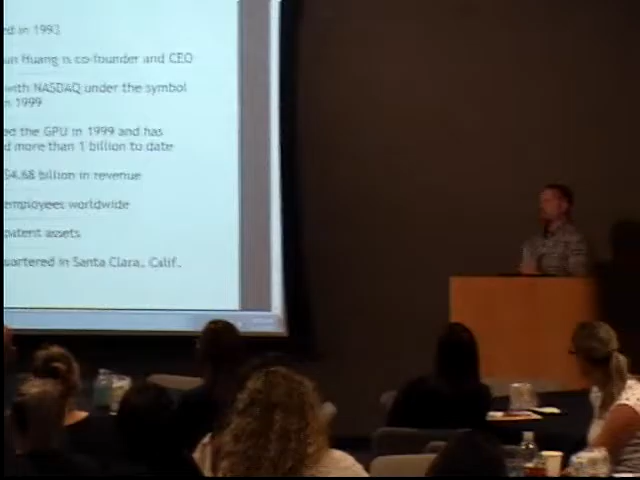 ed in 1993
un Huang is co-founder and CEO
with NASDAQ under the symbol
n 1999
ed the GPU in 1999 and has
d more than 1 billion to date
$4.68 billion in revenue
employees worldwide
patent assets
uartered in Santa Clara, Calif.